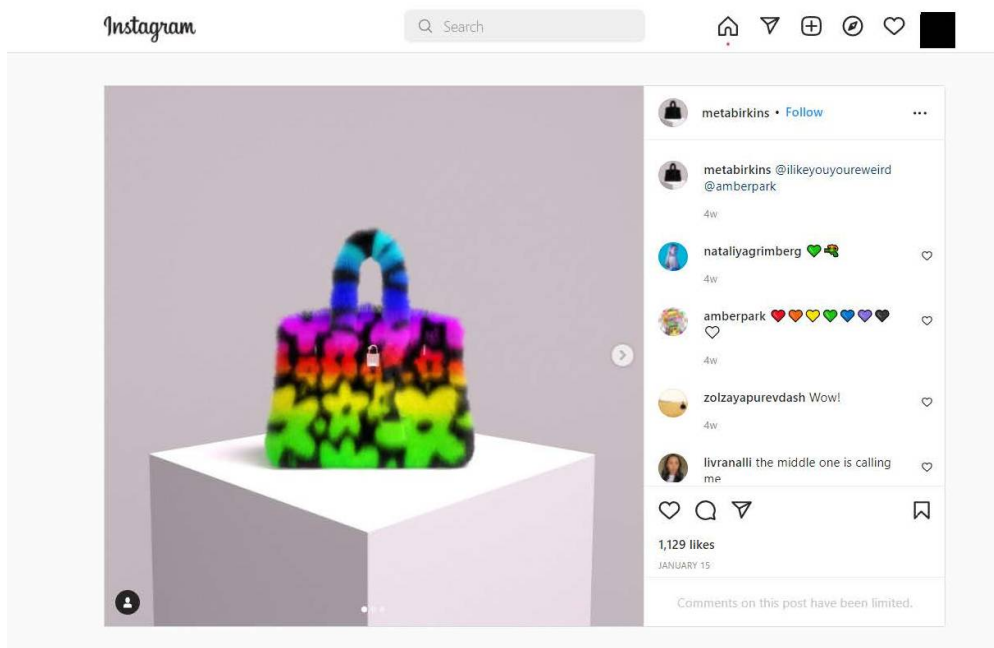 Instagram
Search
metabirkins • Follow
metabirkins @ilikeyouyoureweird
@amberpark
4w
nataliyagrimberg 💚🔫
4w
amberpark ❤️🧡💛💚💙💜🖤
🤍
4w
zolzayapurevdash Wow!
4w
livranalli the middle one is calling
me
1,129 likes
JANUARY 15
Comments on this post have been limited.